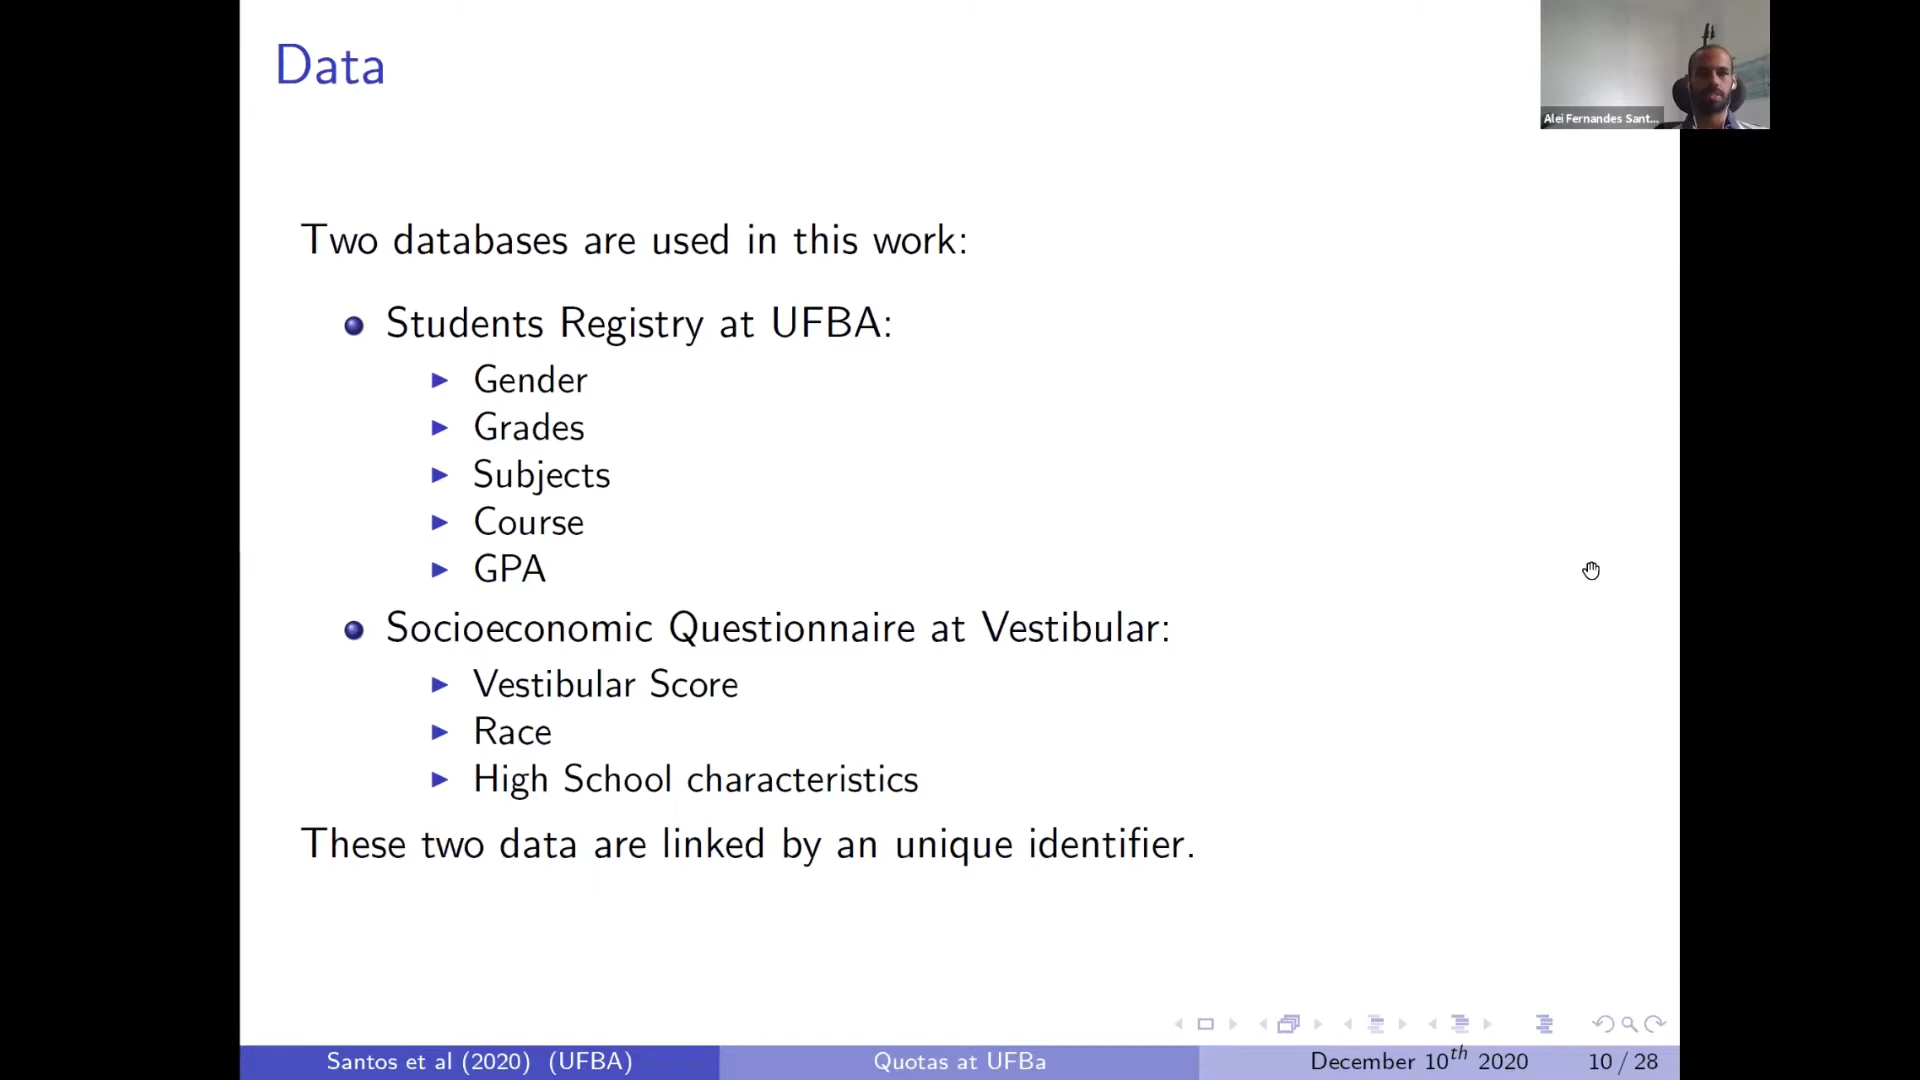 Data
Alei Fernandes Sant...
Two databases are used in this work:
Students Registry at UFBA:
Gender
Grades
Subjects
Course
GPA
Socioeconomic Questionnaire at Vestibular:
Vestibular Score
Race
High School characteristics
These two data are linked by an unique identifier.
Santos et al (2020) (UFBA)
Quotas at UFBa
December 10th 2020
10 / 28